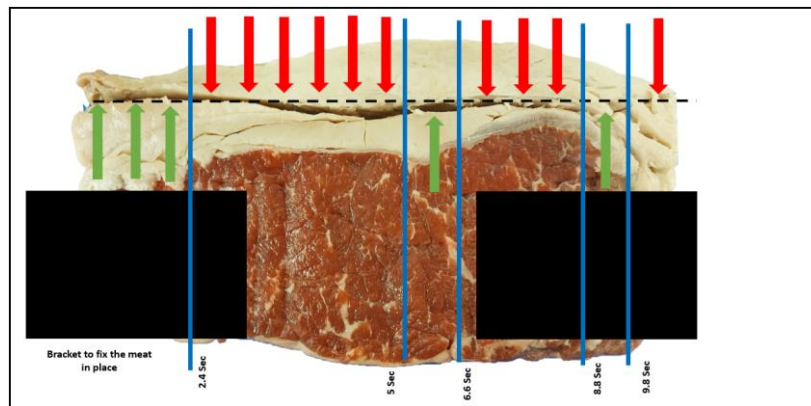 Bracket to fix the meat
in place
2.4 Sec
5 Sec
6.6 Sec
8.8 Sec
9.8 Sec